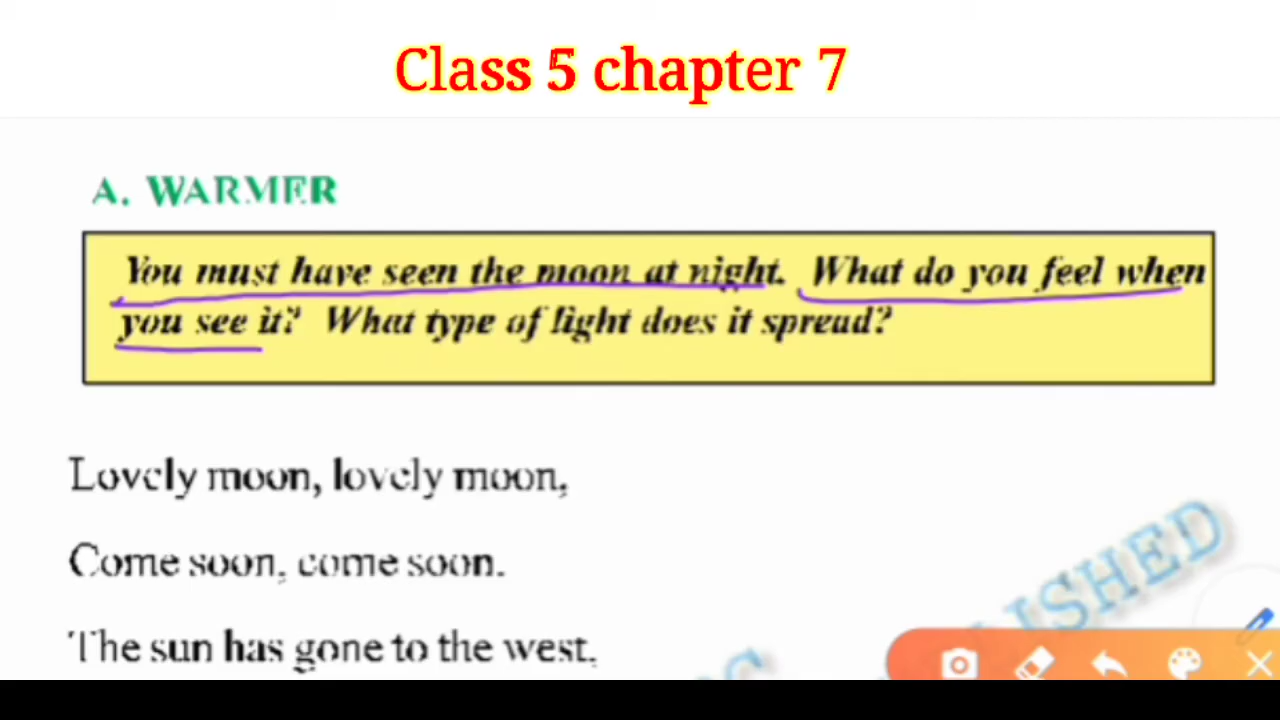 Class 5 chapter 7
A. WARMER
You must have seen the moon at night. What do you feel when
you see it? What type of light does it spread?
Lovely moon, lovely moon,
Come soon, come soon.
The sun has gone to the west,